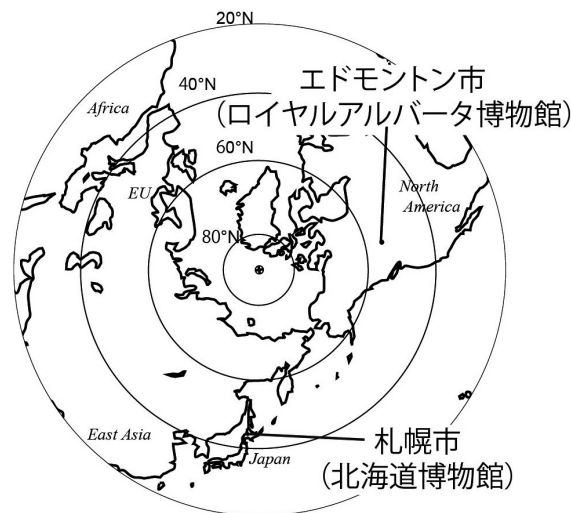 20°N
40°N
エドモントン市
(ロイヤルアルバータ博物館)
Africa
60°N
EU
North
America
80°N
East Asia
Japan
札幌市
(北海道博物館)